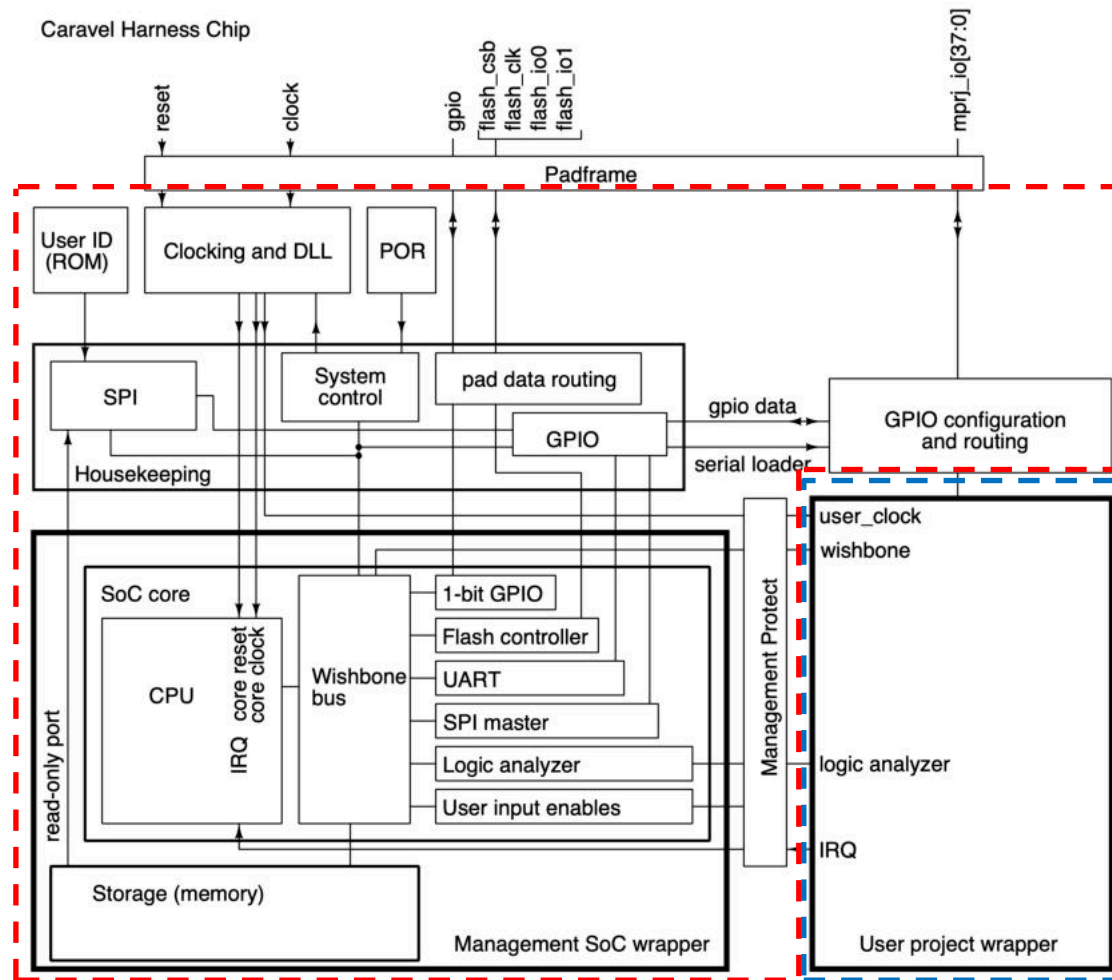 Caravel Harness Chip
reset
clock
gpio
flash_csb
flash_clk
flash_io0
flash_io1
mprj_io[37:0]
Padframe
User ID
(ROM)
Clocking and DLL
POR
SPI
System
control
pad data routing
GPIO
gpio data
serial loader
GPIO configuration
and routing
Housekeeping
user_clock
wishbone
SoC core
1-bit GPIO
Flash controller
UART
SPI master
Logic analyzer
User input enables
CPU
core reset
core clock
IRQ
Wishbone
bus
Management Protect
logic analyzer
IRQ
read-only port
Storage (memory)
Management SoC wrapper
User project wrapper